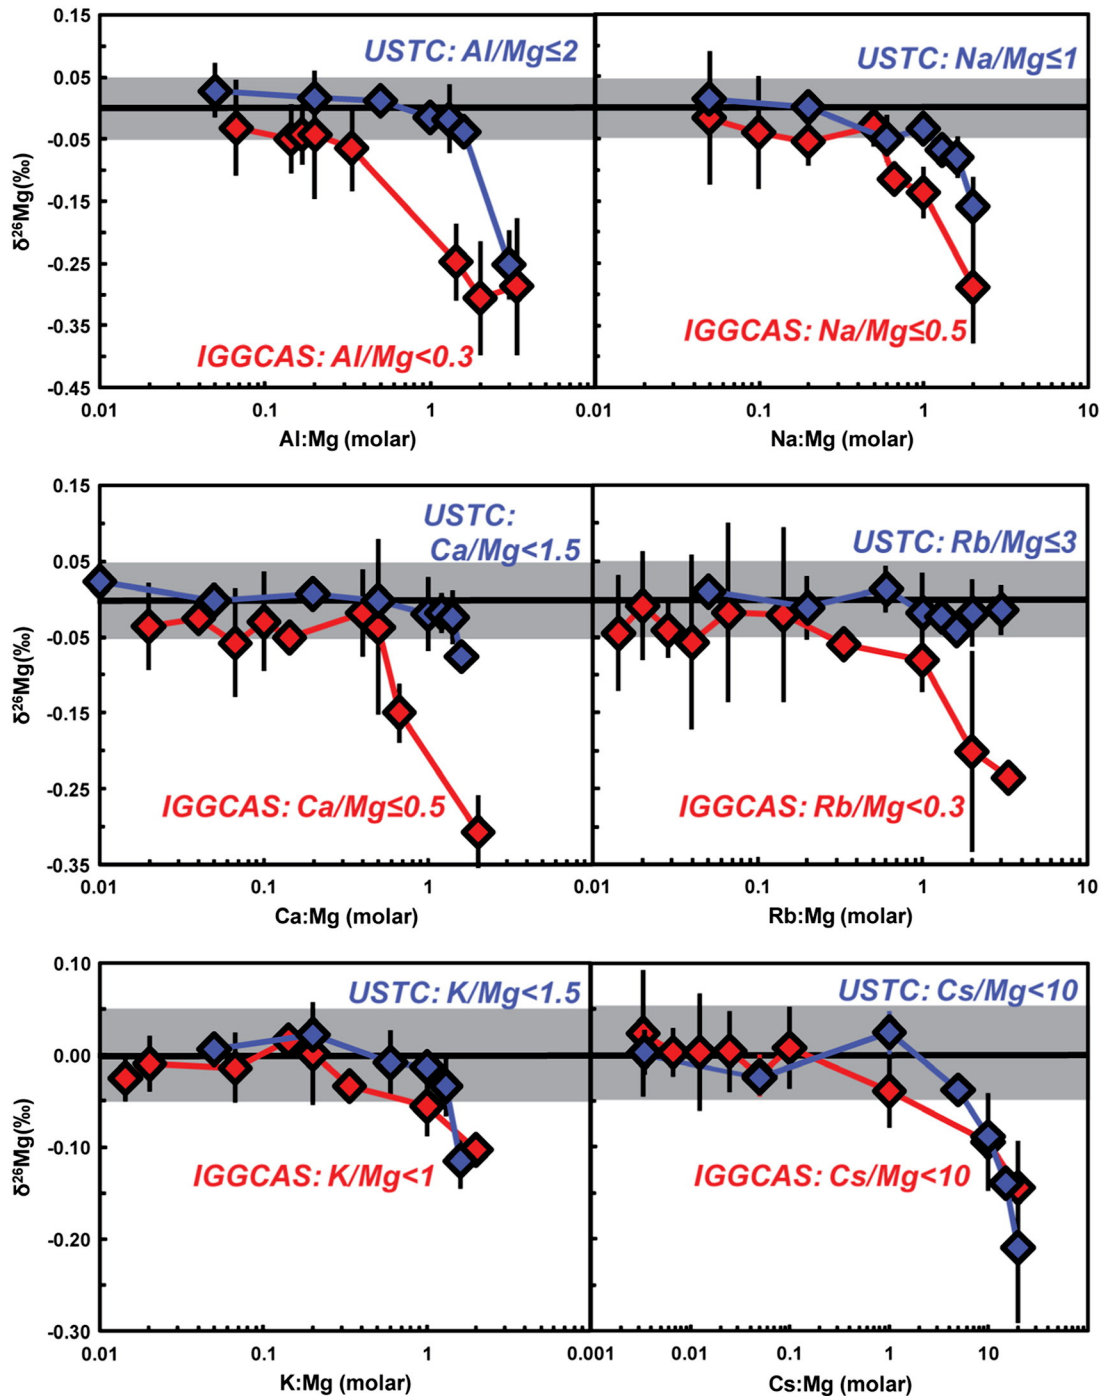 0.15
0.05
-0.05
-0.15
-0.25
-0.35
-0.45
δ²⁶Mg(‰)
USTC: Al/Mg≤2
IGGCAS: Al/Mg<0.3
0.01 0.1 1
Al:Mg (molar)
USTC: Na/Mg≤1
IGGCAS: Na/Mg≤0.5
0.01 0.1 1 10
Na:Mg (molar)
0.15
0.05
-0.05
-0.15
-0.25
-0.35
δ²⁶Mg(‰)
USTC:
Ca/Mg<1.5
IGGCAS: Ca/Mg≤0.5
0.01 0.1 1
Ca:Mg (molar)
USTC: Rb/Mg≤3
IGGCAS: Rb/Mg<0.3
0.01 0.1 1 10
Rb:Mg (molar)
0.10
0.00
-0.10
-0.20
-0.30
δ²⁶Mg(‰)
USTC: K/Mg<1.5
IGGCAS: K/Mg<1
0.01 0.1 1
K:Mg (molar)
USTC: Cs/Mg<10
IGGCAS: Cs/Mg<10
0.001 0.01 0.1 1 10
Cs:Mg (molar)